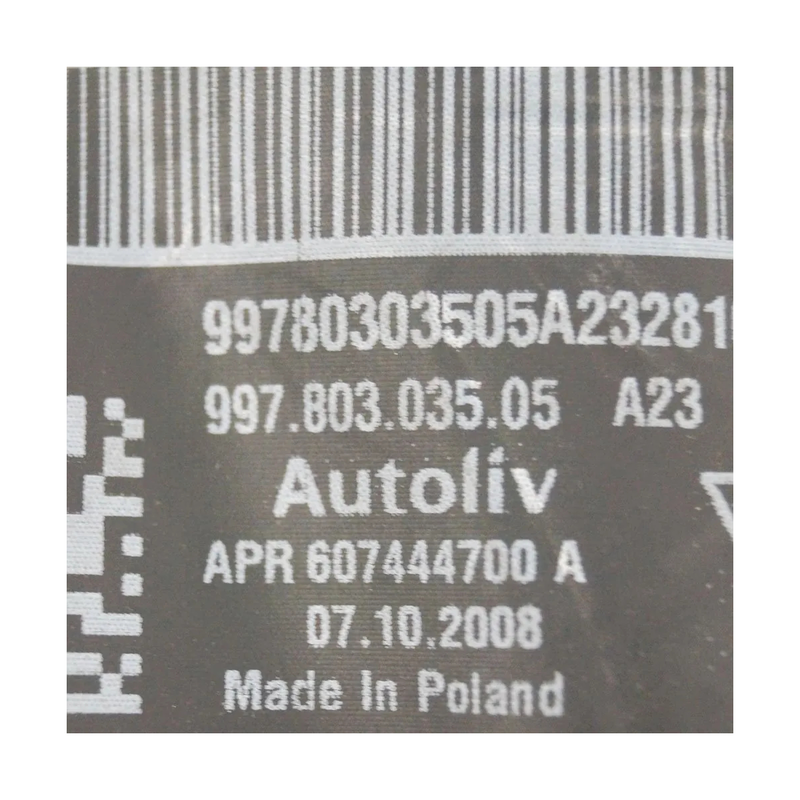 99780303505A23281
997.803.035.05 A23
Autoliv
APR 607444700 A
07.10.2008
Made In Poland